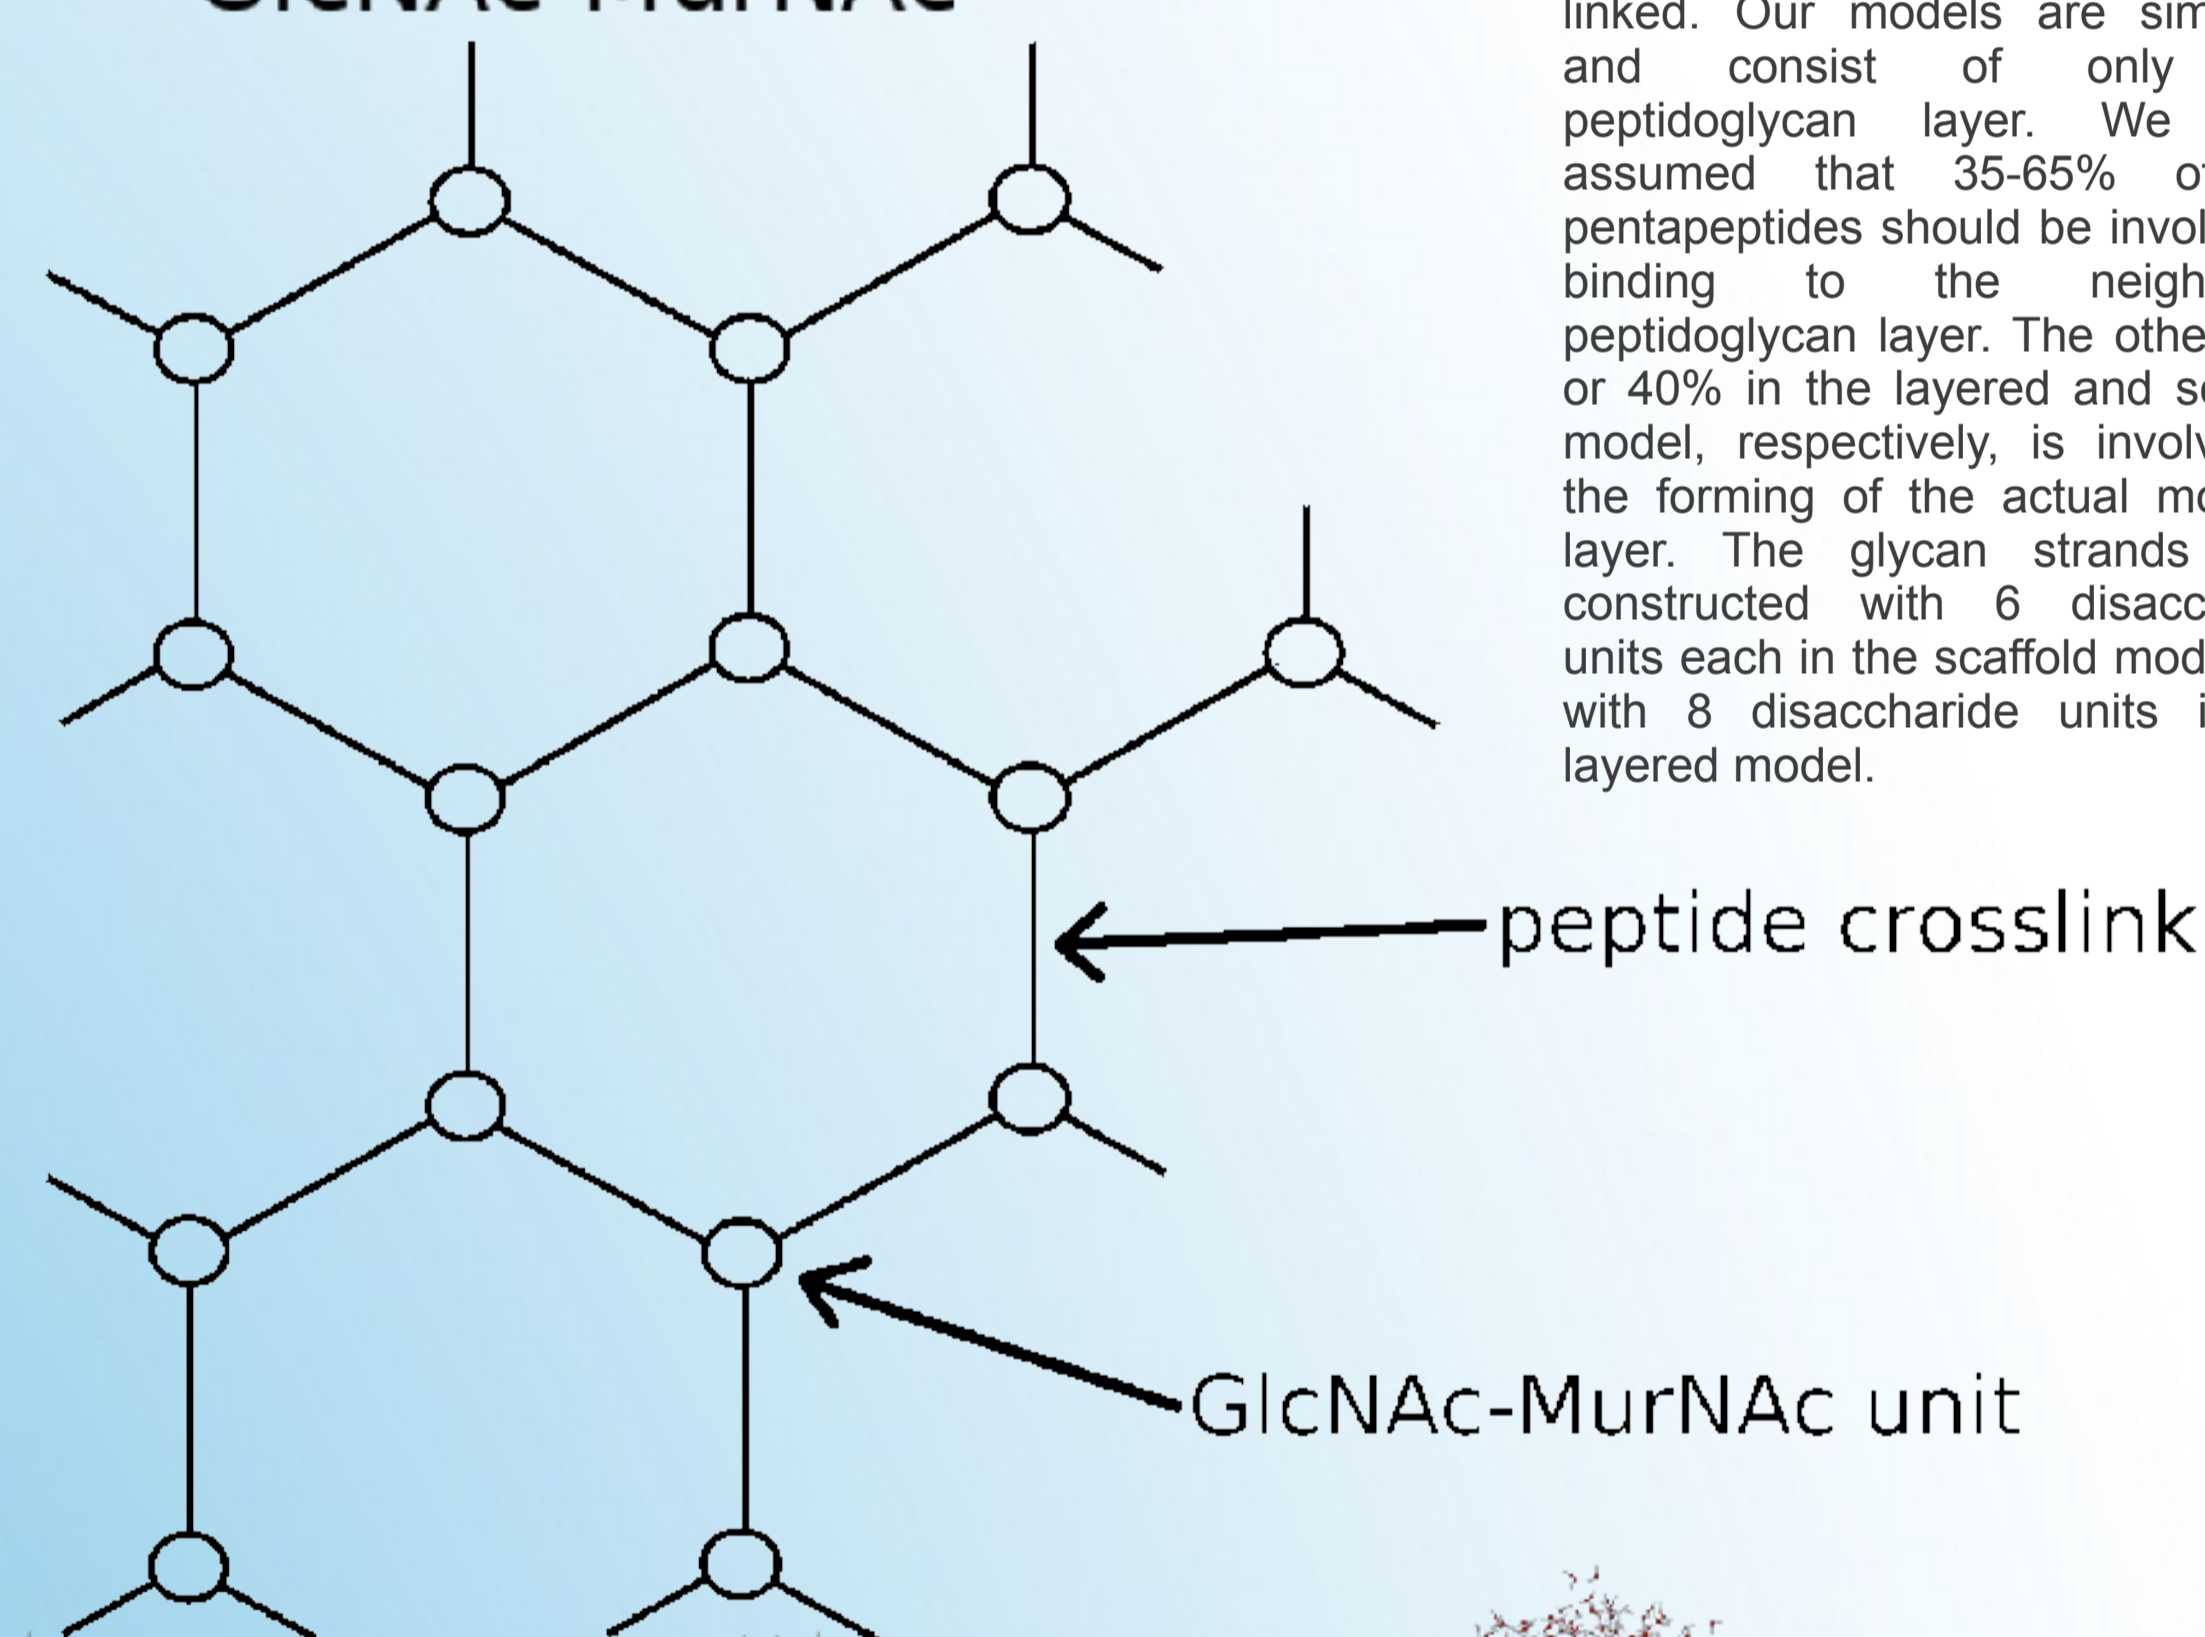 GlcNAc-MurNAc
linked. Our models are
and consist of only
peptidoglycan layer. We
assumed that 35-65%
pentapeptides should be
binding to the
peptidoglycan layer. The
or 40% in the layered and
model, respectively, is
the forming of the actual
layer. The glycan strands
constructed with 6
units each in the scaffold
with 8 disaccharide units
layered model.
peptide crosslink
GlcNAc-MurNAc unit